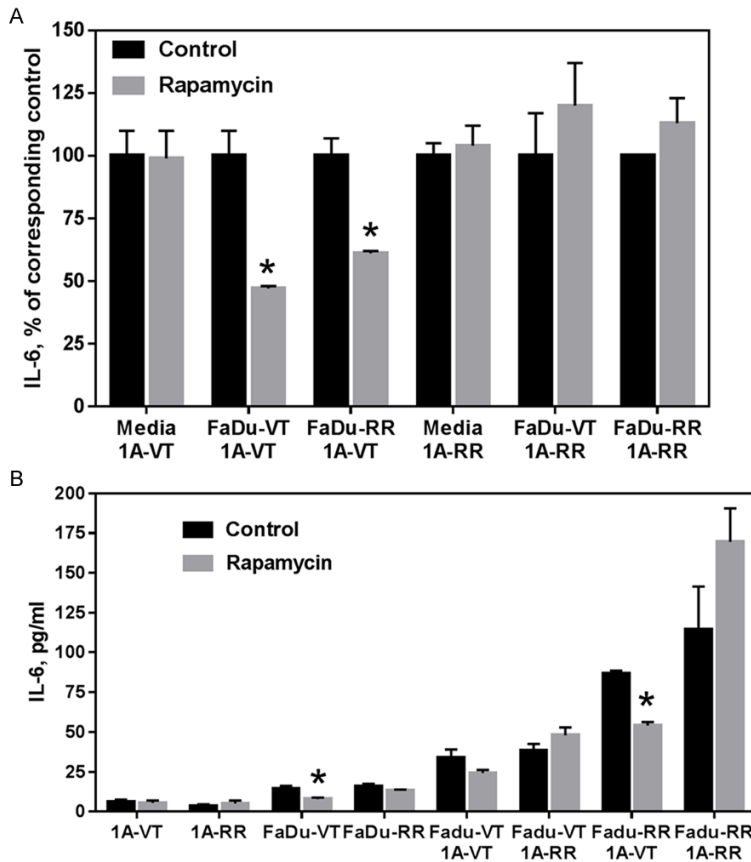 A
IL-6, % of corresponding control
150
125
100
75
50
25
0
Control
Rapamycin
*
*
Media FaDu-VT FaDu-RR Media FaDu-VT FaDu-RR
1A-VT 1A-VT 1A-VT 1A-RR 1A-RR 1A-RR
B
IL-6, pg/ml
200
175
150
125
100
75
50
25
0
Control
Rapamycin
*
*
1A-VT 1A-RR FaDu-VT FaDu-RR Fadu-VT Fadu-VT Fadu-RR Fadu-RR
1A-VT 1A-RR 1A-VT 1A-RR